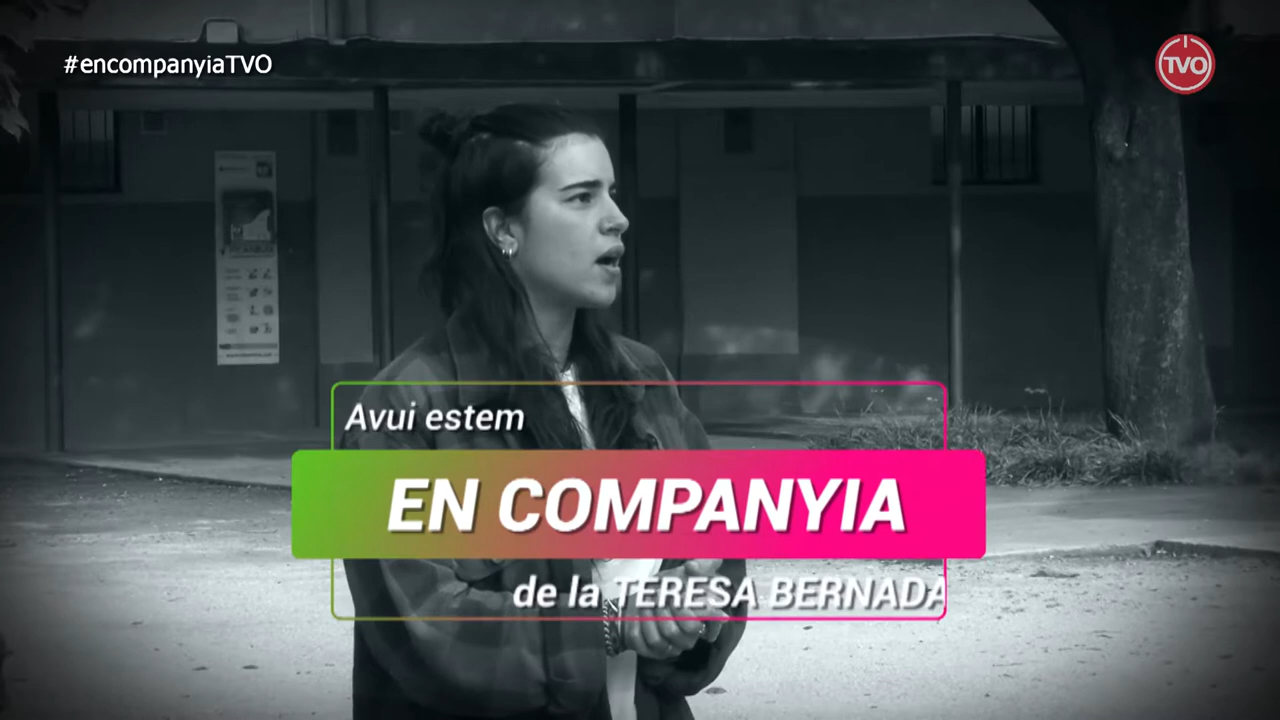 #encompanyiaTVO
TVO
Avui estem
EN COMPANYIA
de la TERESA BERNADA